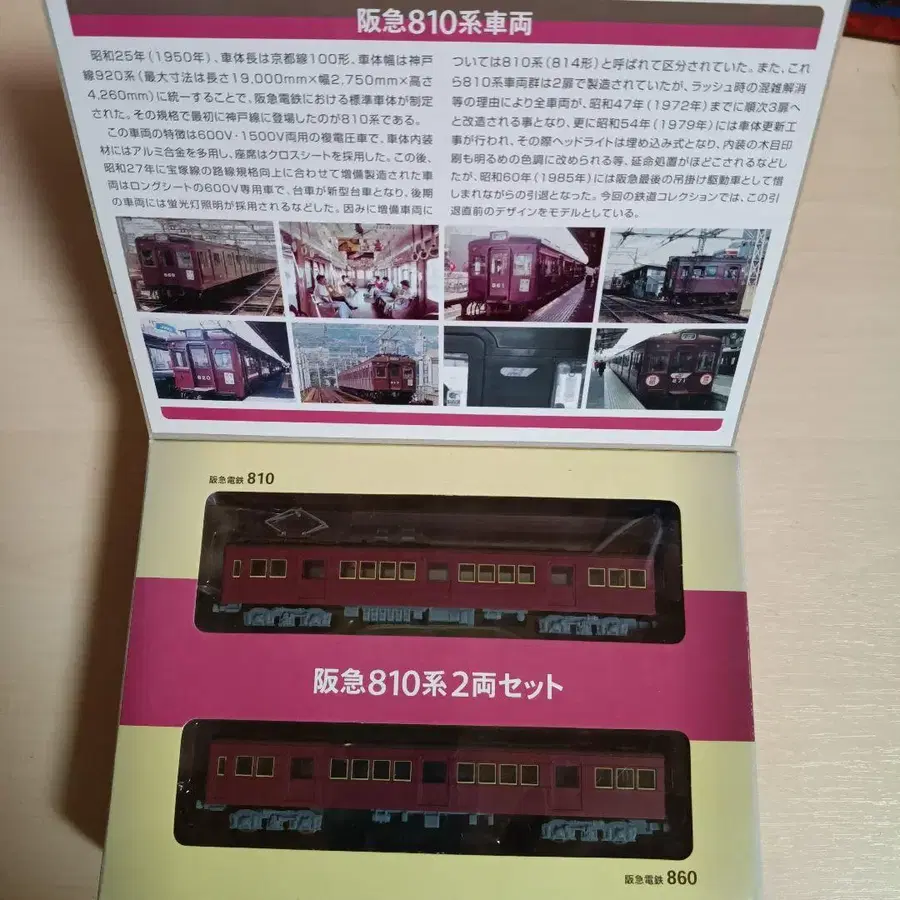 阪急810系車両
昭和25年(1950年)、車体長は京都線100形、車体幅は神戸
線920系(最大寸法は長さ19,000mm×幅2,750mm×高さ
4,260mm)に統一することで、阪急電鉄における標準車体が制定
された。その規格で最初に神戸線に登場したのが810系である。
この車両の特徴は600V・1500V両用の複電圧車で、車体内装
材にはアルミ合金を多用し、座席はクロスシートを採用した。この後、
昭和27年に宝塚線の路線規格向上に合わせて増備製造された車
両はロングシートの600V専用車で、台車が新型台車となり、後期
の車両には蛍光灯照明が採用されるなどした。因みに増備車両に
ついては810系(814形)と呼ばれて区分されていた。また、これ
ら810系車両群は2扉で製造されていたが、ラッシュ時の混雑解消
等の理由により全車両が、昭和47年(1972年)までに順次3扉へ
と改造される事となり、更に昭和54年(1979年)には車体更新工
事が行われ、その際ヘッドライトは埋め込み式となり、内装の木目印
刷も明るめの色調に改められる等、延命処置がほどこされるなどし
たが、昭和60年(1985年)には阪急最後の吊掛け駆動車として惜
しまれながらの引退となった。今回の鉄道コレクションでは、この引
退直前のデザインをモデルとしている。
809
861
820
871
阪急電鉄 810
阪急810系2両セット
阪急電鉄 860